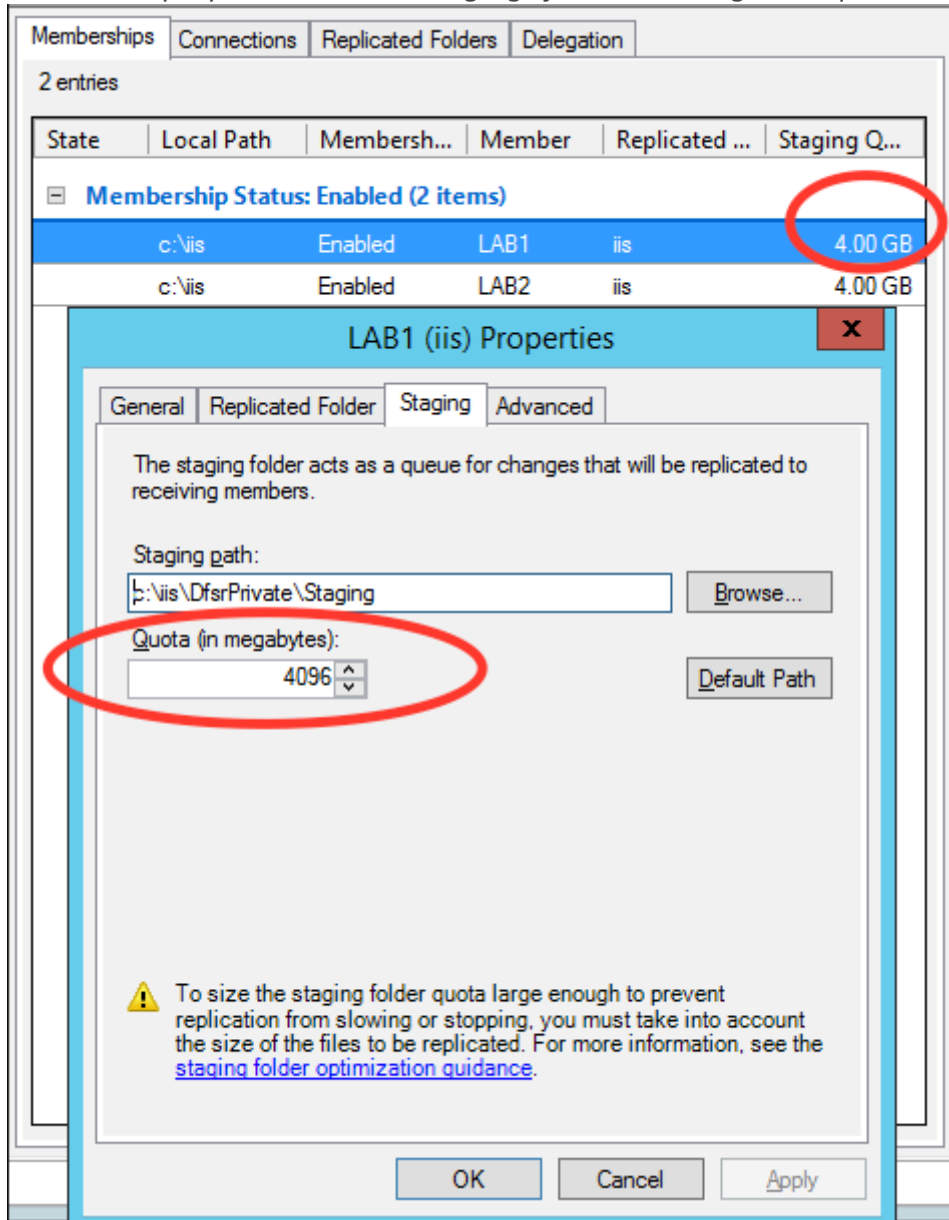 Memberships Connections Replicated Folders Delegation
2 entries
State Local Path Membersh... Member Replicated ... Staging Q...
Membership Status: Enabled (2 items)
c:\iis Enabled LAB1 iis 4.00 GB
c:\iis Enabled LAB2 iis 4.00 GB
LAB1 (iis) Properties
x
General Replicated Folder Staging Advanced
The staging folder acts as a queue for changes that will be replicated to
receiving members.
Staging path:
c:\iis\DfsrPrivate\Staging Browse...
Quota (in megabytes):
4096 Default Path
To size the staging folder quota large enough to prevent
replication from slowing or stopping, you must take into account
the size of the files to be replicated. For more information, see the
staging folder optimization guidance.
OK Cancel Apply